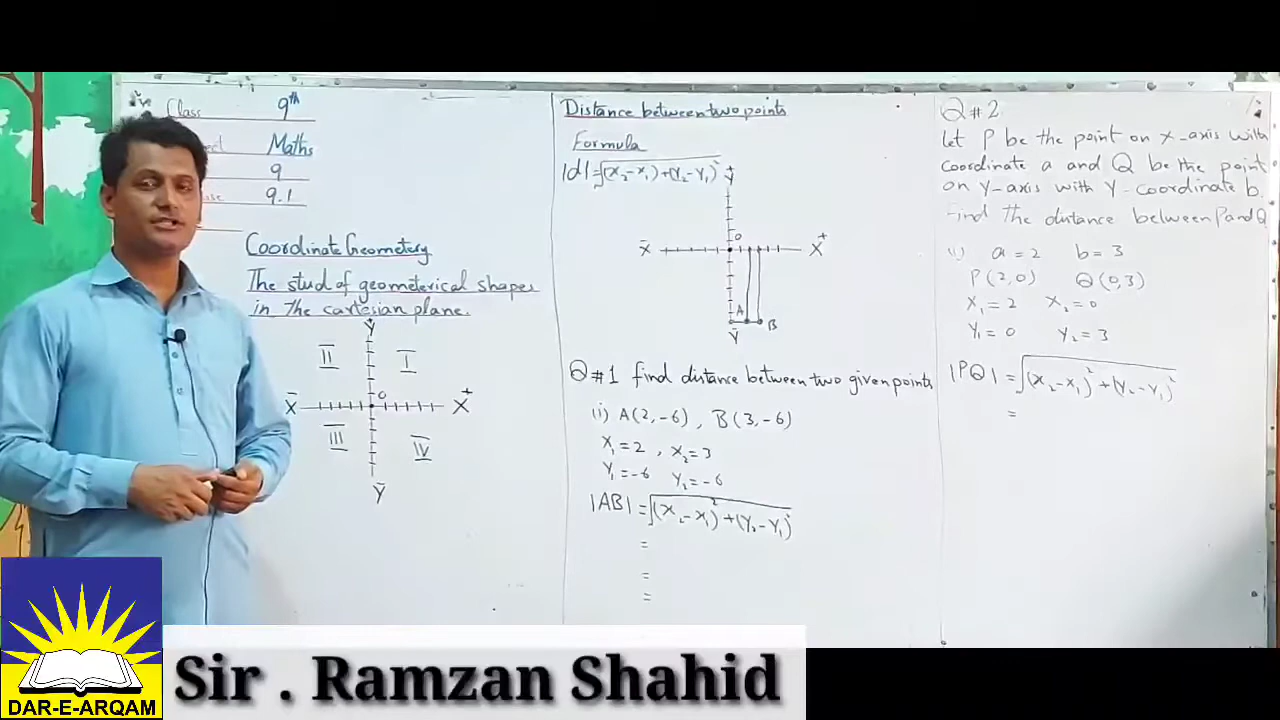 Class 9th
Maths
9
9.1
Coordinate Geometery
The stud of geometerical shapes
in the cartesian plane.
Y
II I
X̄ O X⁺
III IV
Ȳ
Distance between two points
Formula
|d|=√(x₂-x₁)+(y₂-y₁)²
Y
O
X̄ X⁺
A B
Ȳ
Q#1 find distance between two given points
(i) A(2,-6), B(3,-6)
x₁=2, x₂=3
y₁=-6 y₂=-6
|AB| =√(x₂-x₁)²+(y₂-y₁)²
=
=
=
Q#2
Let P be the point on x-axis with
coordinate a and Q be the point
on y-axis with y-coordinate b.
Find the distance between P and Q
(i) a=2 b=3
P(2,0) Q(0,3)
x₁=2 x₂=0
y₁=0 y₂=3
|PQ| =√(x₂-x₁)²+(y₂-y₁)²
=
DAR-E-ARQAM
Sir . Ramzan Shahid